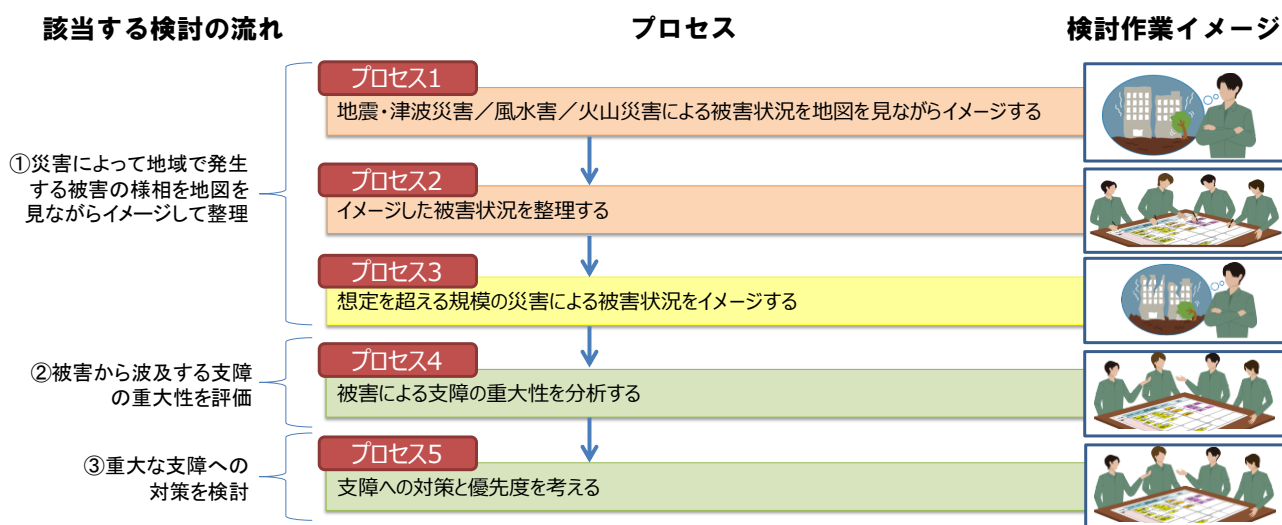 該当する検討の流れ
プロセス
検討作業イメージ
プロセス1
地震・津波災害／風水害／火山災害による被害状況を地図を見ながらイメージする
①災害によって地域で発生
する被害の様相を地図を
見ながらイメージして整理
プロセス2
イメージした被害状況を整理する
プロセス3
想定を超える規模の災害による被害状況をイメージする
②被害から波及する支障
の重大性を評価
プロセス4
被害による支障の重大性を分析する
③重大な支障への
対策を検討
プロセス5
支障への対策と優先度を考える